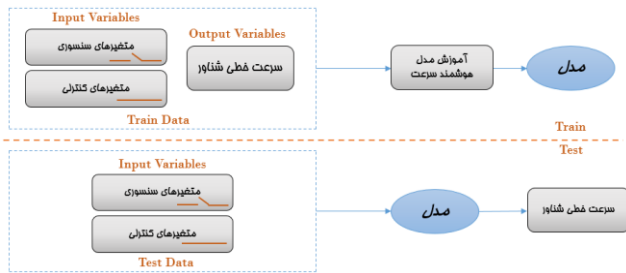 Input Variables
متغیرهای سنسوری
متغیرهای کنترلی
Output Variables
سرعت خطی شناور
Train Data
آموزش مدل
هوشمند سرعت
مدل
Train
Test
Input Variables
متغیرهای سنسوری
متغیرهای کنترلی
Test Data
مدل
سرعت خطی شناور